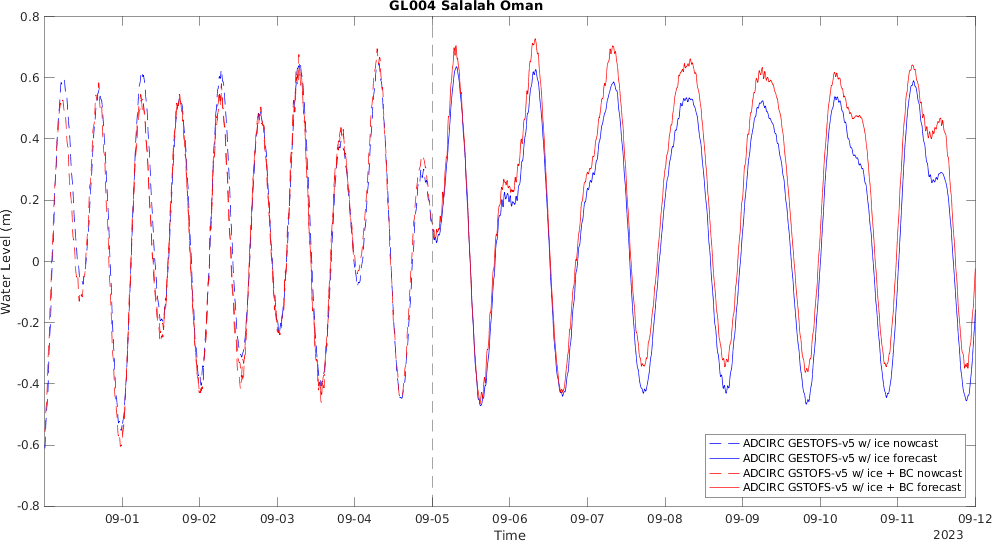 GL004 Salalah Oman
0.8
0.6
0.4
0.2
0
-0.2
-0.4
-0.6
-0.8
Water Level (m)
ADCIRC GESTOFS-v5 w/ ice nowcast
ADCIRC GESTOFS-v5 w/ ice forecast
ADCIRC GSTOFS-v5 w/ ice + BC nowcast
ADCIRC GSTOFS-v5 w/ ice + BC forecast
09-01 09-02 09-03 09-04 09-05 09-06 09-07 09-08 09-09 09-10 09-11 09-12
Time
2023